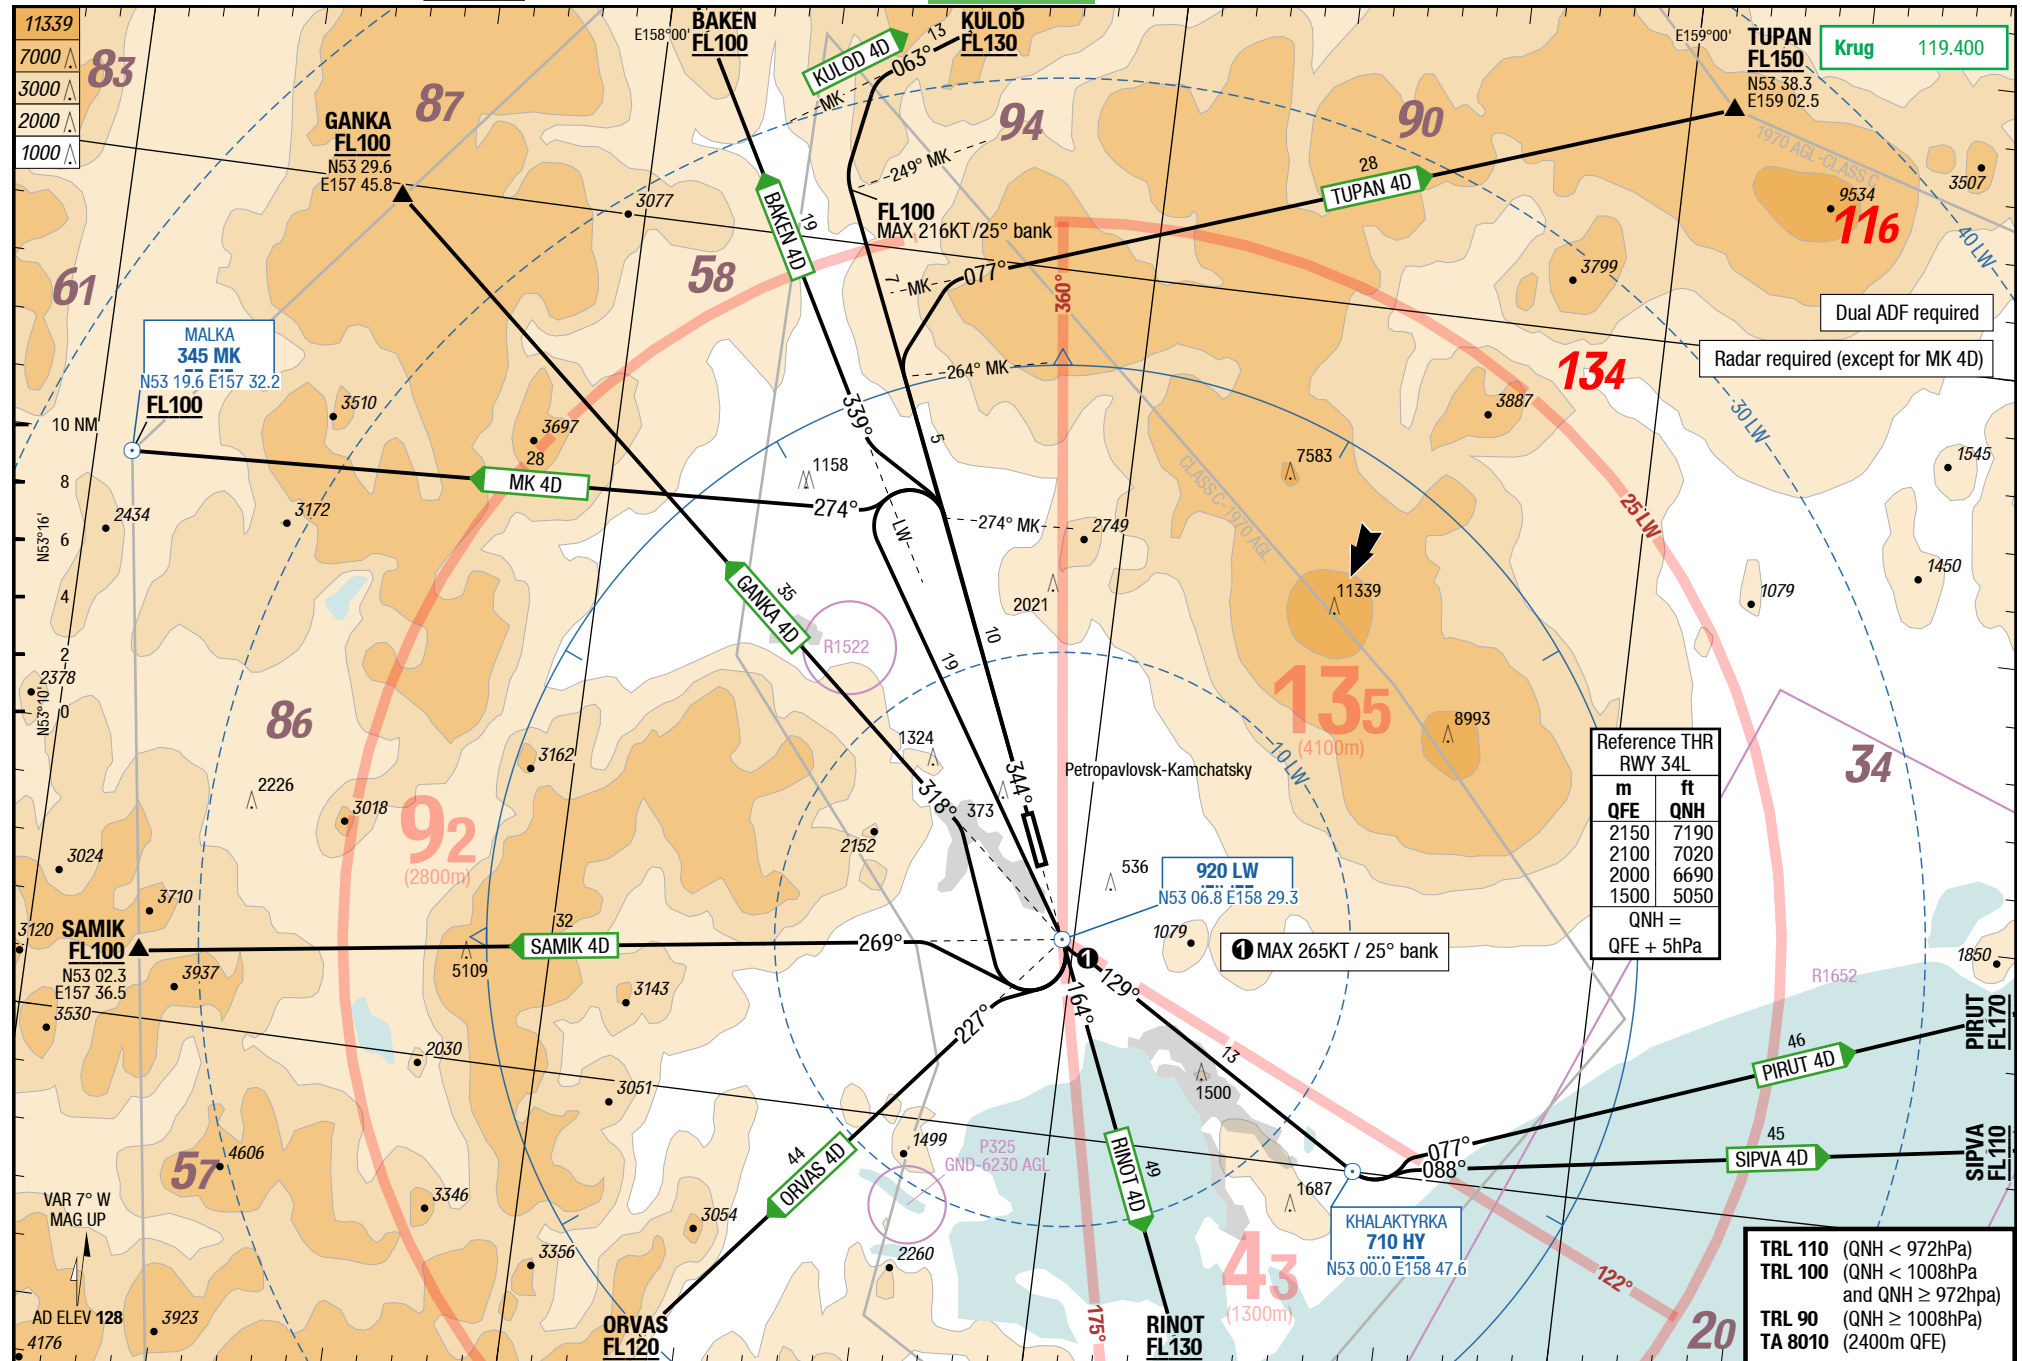 11339
7000
3000
2000
1000
83
87
BAKEN
FL100
E158°00'
KULOD 4D
13
063°
KULOD
FL130
E159°00'
TUPAN
FL150
N53 38.3
E159 02.5
Krug 119.400
GANKA
FL100
N53 29.6
E157 45.8
94
90
MK
249° MK
FL100
MAX 216KT/25° bank
28
TUPAN 4D
1970 AGL-CLASS C
3507
9534
116
40 LW
3077
BAKEN 4D
19
58
61
7
MK
077°
360°
3799
Dual ADF required
Radar required (except for MK 4D)
MALKA
345 MK
N53 19.6 E157 32.2
FL100
264° MK
134
3887
30 LW
10 NM
8
6
4
2
0
N53°16'
N53°10'
3510
3697
28
MK 4D
339°
5
1158
274°
LW
274° MK
2749
7583
CLASS C-1970 AGL
25 LW
1545
1450
1079
2434
3172
11339
2021
GANKA 4D
35
R1522
19
10
2378
86
135
(4100m)
8993
34
Reference THR
RWY 34L
m ft
QFE QNH
2150 7190
2100 7020
2000 6690
1500 5050
QNH =
QFE + 5hPa
3162
2226
3018
1324
344°
Petropavlovsk-Kamchatsky
10 LW
318°
373
92
(2800m)
2152
3024
536
920 LW
N53 06.8 E158 29.3
3710
3120
SAMIK
FL100
N53 02.3
E157 36.5
3937
3530
32
SAMIK 4D
5109
269°
1079
1 MAX 265KT / 25° bank
1
129°
164°
1850
R1652
PIRUT
FL170
3143
227°
2030
3051
13
1500
46
PIRUT 4D
077°
088°
45
SIPVA 4D
SIPVA
FL110
57
4606
1499
P325
GND-6230 AGL
44
ORVAS 4D
RINOT 4D
49
1687
KHALAKTYRKA
710 HY
N53 00.0 E158 47.6
VAR 7° W
MAG UP
3346
3054
3356
2260
43
(1300m)
122°
AD ELEV 128
3923
4176
ORVAS
FL120
175°
RINOT
FL130
20
TRL 110 (QNH < 972hPa)
TRL 100 (QNH < 1008hPa
and QNH ≥ 972hpa)
TRL 90 (QNH ≥ 1008hPa)
TA 8010 (2400m QFE)